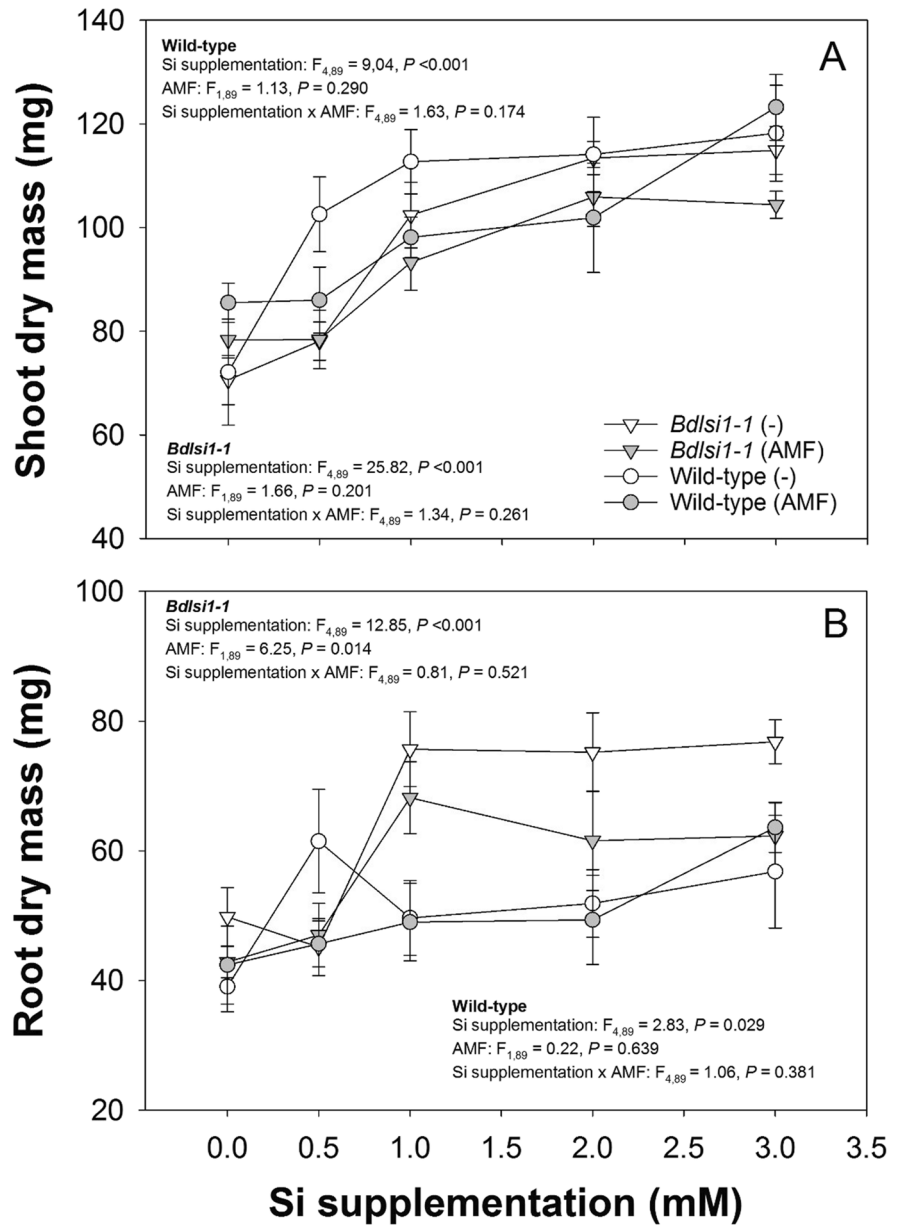 140
120
100
80
60
40
Shoot dry mass (mg)
A
Wild-type
Si supplementation: F4,89 = 9,04, P <0.001
AMF: F1,89 = 1.13, P = 0.290
Si supplementation x AMF: F4,89 = 1.63, P = 0.174
Bdlsi1-1
Si supplementation: F4,89 = 25.82, P <0.001
AMF: F1,89 = 1.66, P = 0.201
Si supplementation x AMF: F4,89 = 1.34, P = 0.261
Bdlsi1-1 (-)
Bdlsi1-1 (AMF)
Wild-type (-)
Wild-type (AMF)
100
80
60
40
20
Root dry mass (mg)
B
Bdlsi1-1
Si supplementation: F4,89 = 12.85, P <0.001
AMF: F1,89 = 6.25, P = 0.014
Si supplementation x AMF: F4,89 = 0.81, P = 0.521
Wild-type
Si supplementation: F4,89 = 2.83, P = 0.029
AMF: F1,89 = 0.22, P = 0.639
Si supplementation x AMF: F4,89 = 1.06, P = 0.381
0.0 0.5 1.0 2.0 3.0 3.5
Si supplementation (mM)